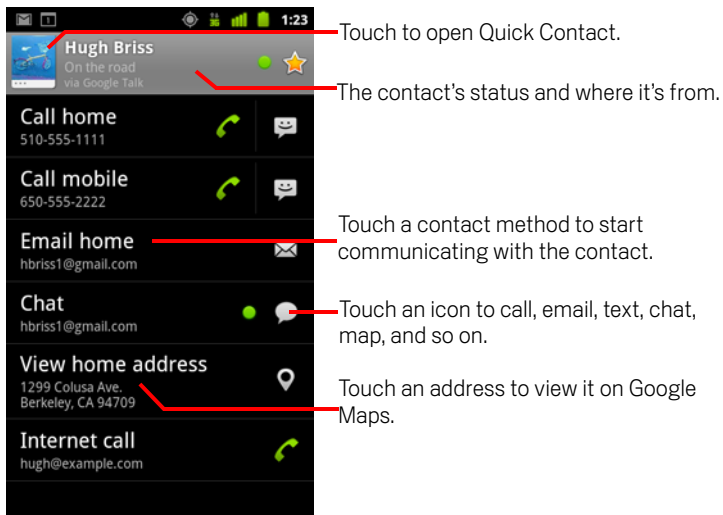 1
3G
1:23
Hugh Briss
On the road
via Google Talk
Call home
510-555-1111
Call mobile
650-555-2222
Email home
hbriss1@gmail.com
Chat
hbriss1@gmail.com
View home address
1299 Colusa Ave.
Berkeley, CA 94709
Internet call
hugh@example.com
Touch to open Quick Contact.
The contact’s status and where it’s from.
Touch a contact method to start
communicating with the contact.
Touch an icon to call, email, text, chat,
map, and so on.
Touch an address to view it on Google
Maps.